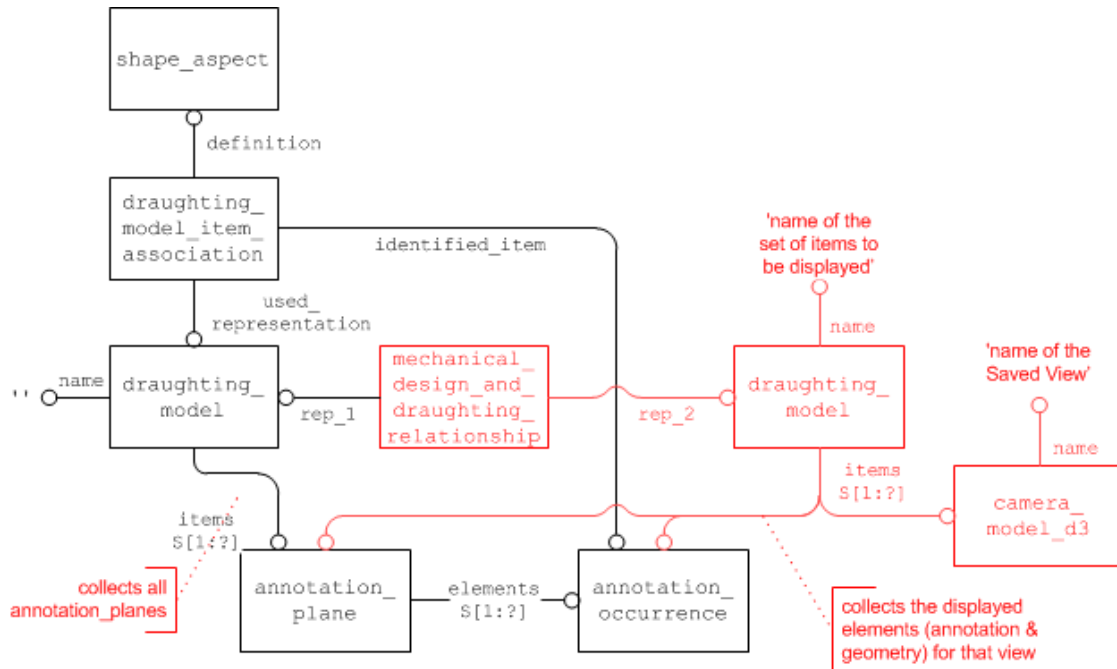 shape_aspect
definition
draughting_
model_item_
association
identified_item
'name of the
set of items to
be displayed'
used_
representation
name
'name of the
Saved View'
' '
name
draughting_
model
rep_1
mechanical_
design_and_
draughting_
relationship
rep_2
draughting_
model
name
items
S[1:?]
camera_
model_d3
items
S[1:?]
collects all
annotation_planes
annotation_
plane
elements
S[1:?]
annotation_
occurrence
collects the displayed
elements (annotation &
geometry) for that view